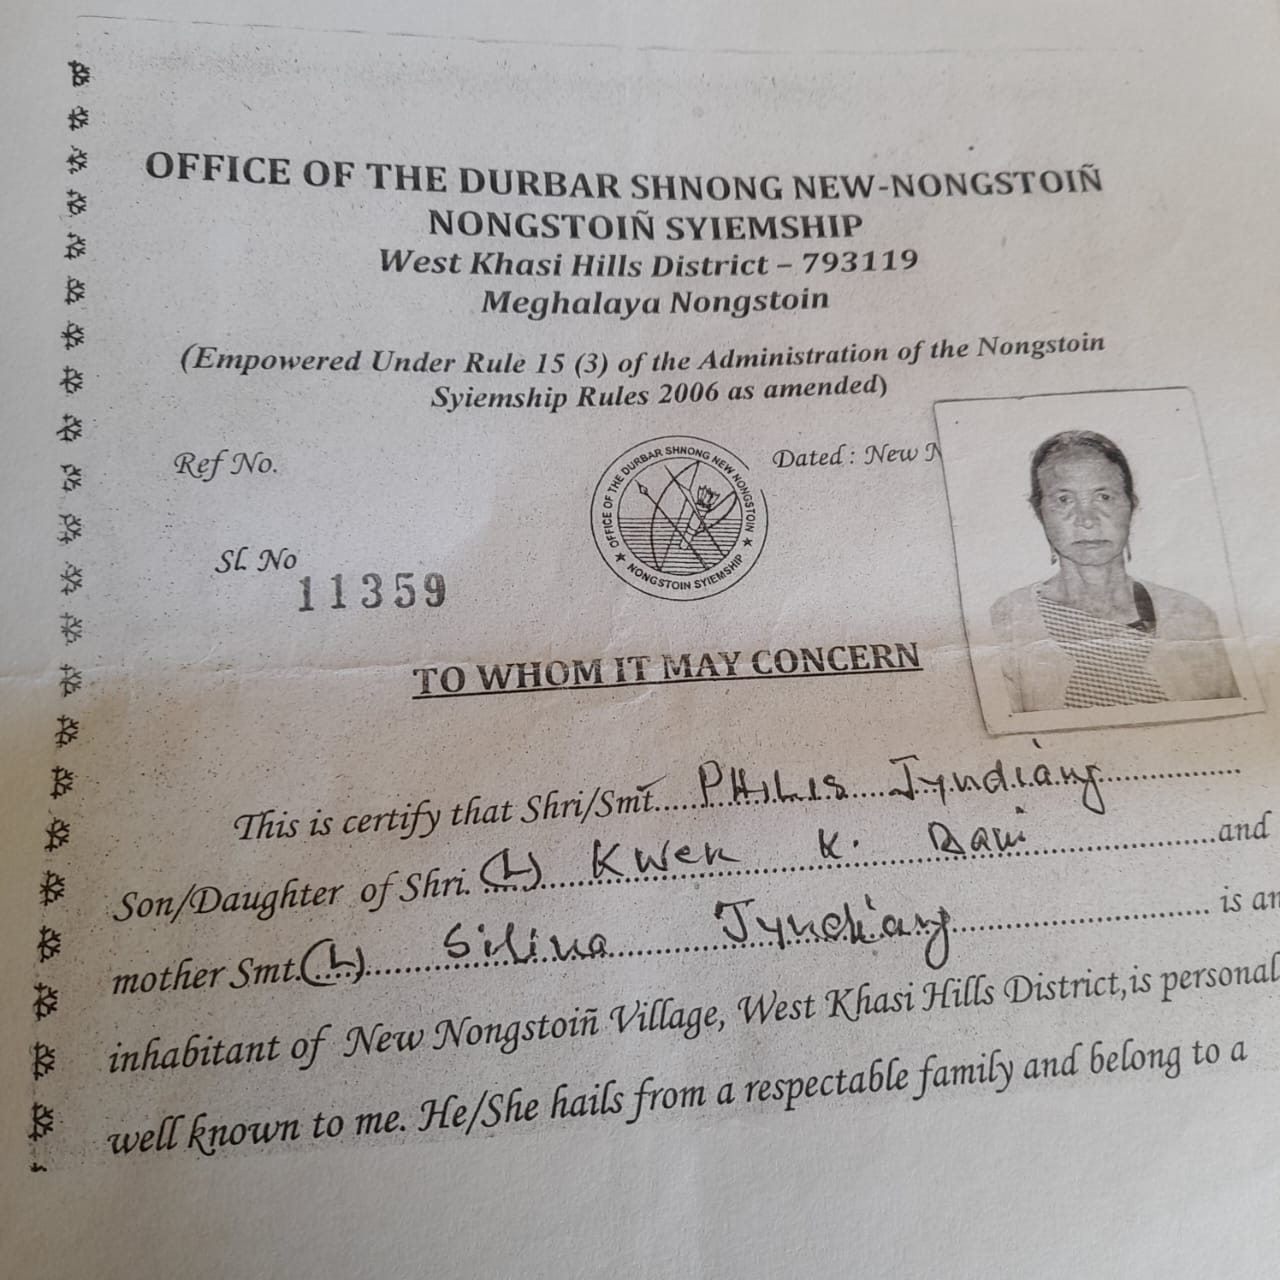 OFFICE OF THE DURBAR SHNONG NEW-NONGSTOIÑ
NONGSTOIÑ SYIEMSHIP
West Khasi Hills District – 793119
Meghalaya Nongstoin
(Empowered Under Rule 15 (3) of the Administration of the Nongstoin
Syiemship Rules 2006 as amended)
Ref No.
OFFICE OF THE DURBAR SHNONG NEW NONGSTOIN
★ NONGSTOIN SYIEMSHIP ★
Dated : New N
Sl. No
11359
TO WHOM IT MAY CONCERN
This is certify that Shri/Smt..... PHILIS Jyndiang
Son/Daughter of Shri. (L) Kwen K. and
mother Smt.(L) Silina Jyndiang is an
inhabitant of New Nongstoiñ Village, West Khasi Hills District,is personal
well known to me. He/She hails from a respectable family and belong to a